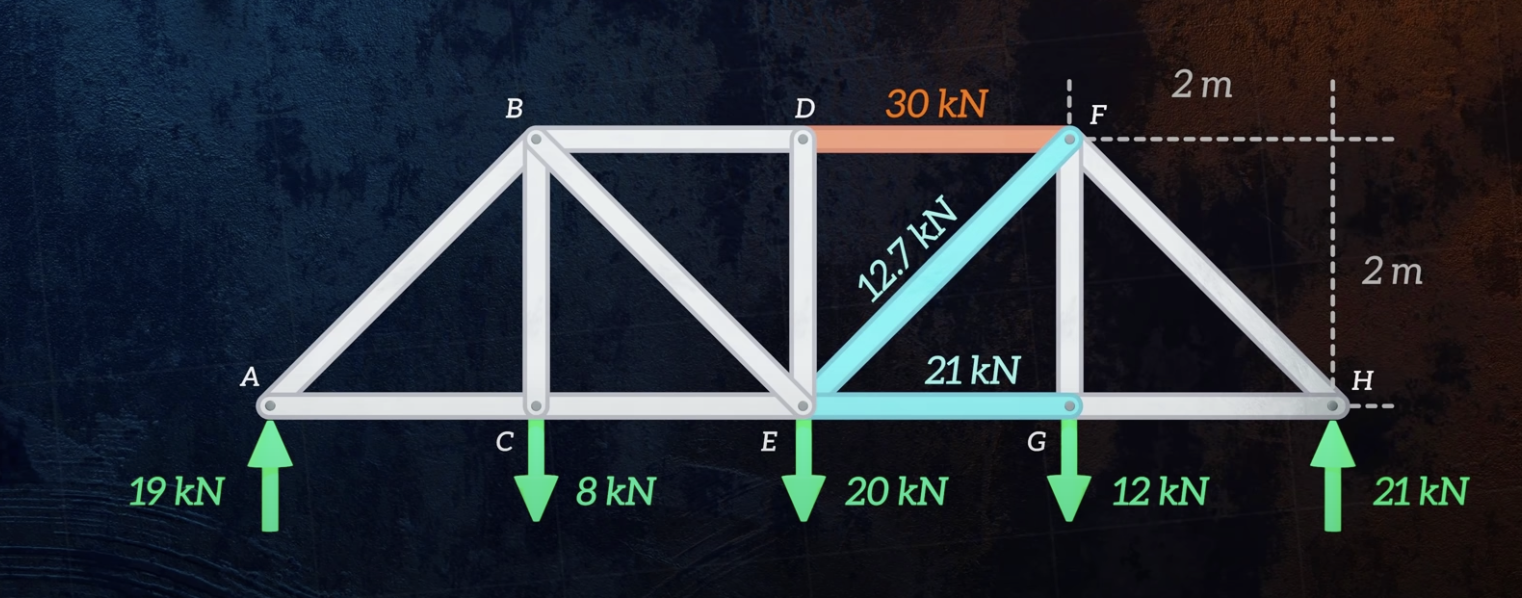 2 m
B
D
30 kN
F
12.7 kN
2 m
A
21 kN
H
C
E
G
19 kN
8 kN
20 kN
12 kN
21 kN